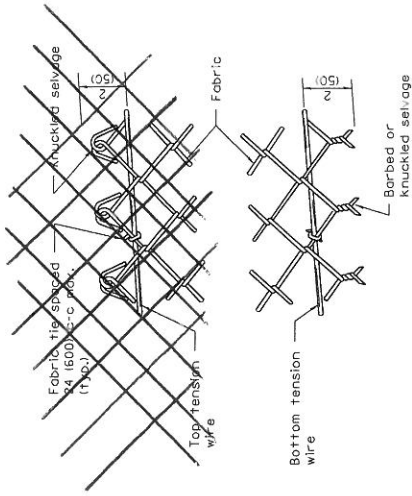 Fabric tie spaced
24 (600) c-c max.
(typ.)
Knuckled selvage
2
(50)
Top tension
wire
Fabric
Bottom tension
wire
2
(50)
Barbed or
knuckled selvage